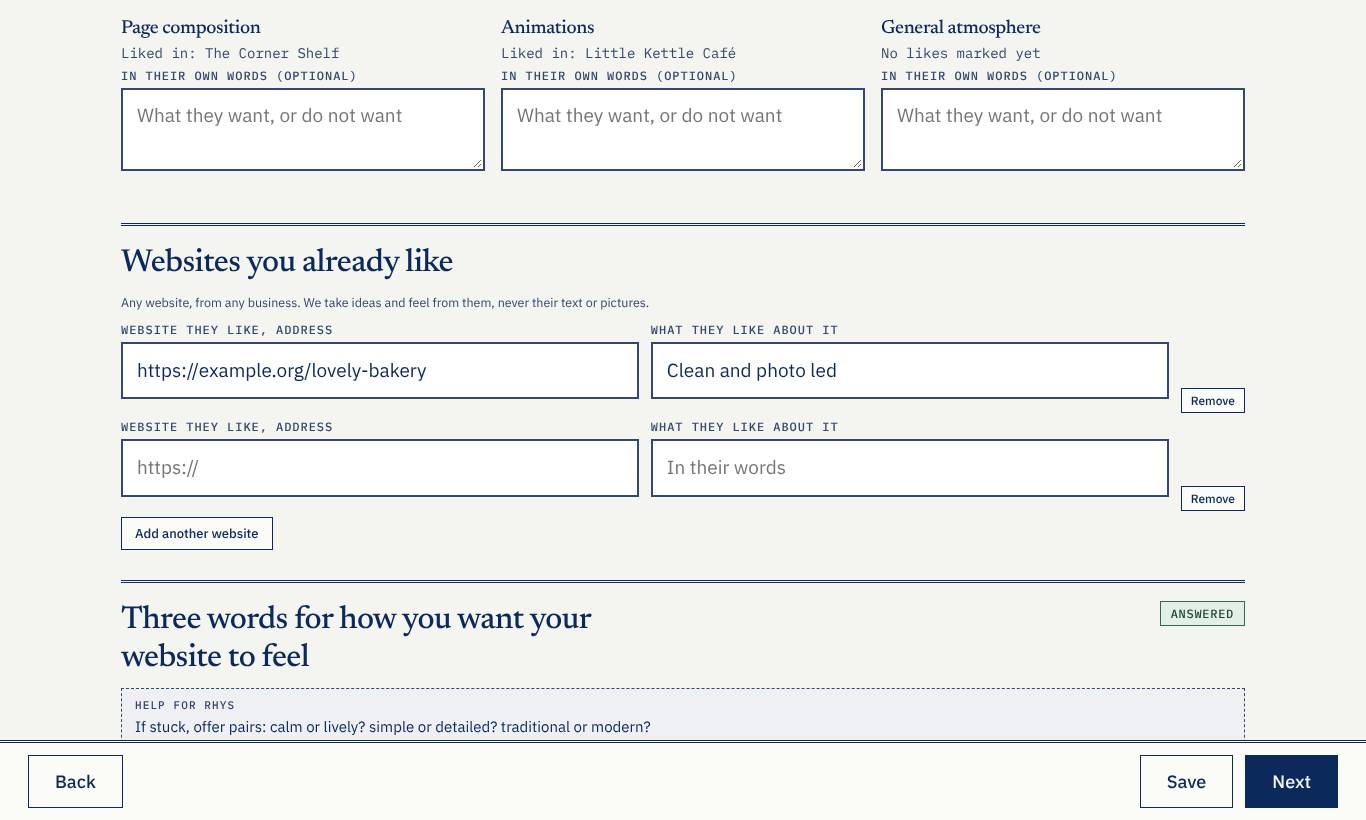 Page composition
Liked in: The Corner Shelf
IN THEIR OWN WORDS (OPTIONAL)
What they want, or do not want
Animations
Liked in: Little Kettle Café
IN THEIR OWN WORDS (OPTIONAL)
What they want, or do not want
General atmosphere
No likes marked yet
IN THEIR OWN WORDS (OPTIONAL)
What they want, or do not want
Websites you already like
Any website, from any business. We take ideas and feel from them, never their text or pictures.
WEBSITE THEY LIKE, ADDRESS
https://example.org/lovely-bakery
WHAT THEY LIKE ABOUT IT
Clean and photo led
Remove
WEBSITE THEY LIKE, ADDRESS
https://
WHAT THEY LIKE ABOUT IT
In their words
Remove
Add another website
Three words for how you want your
website to feel
ANSWERED
HELP FOR RHYS
If stuck, offer pairs: calm or lively? simple or detailed? traditional or modern?
Back
Save
Next